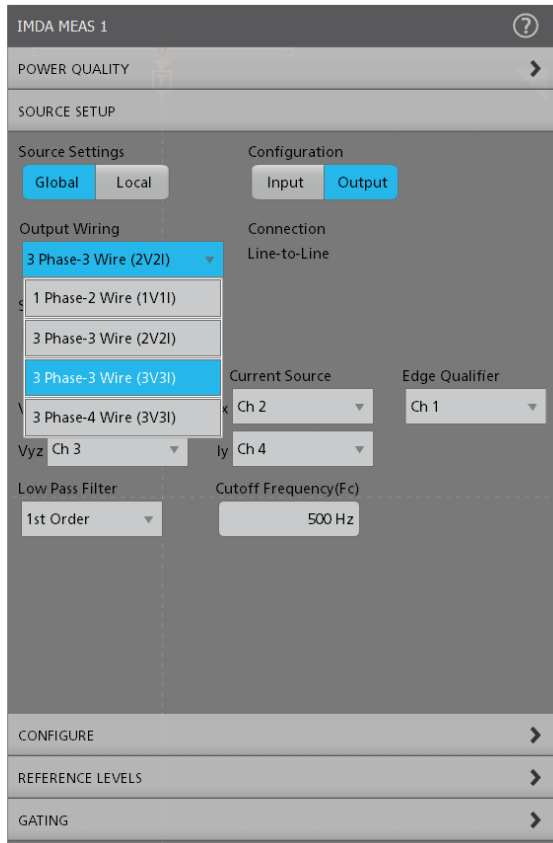 IMDA MEAS 1
?
POWER QUALITY
SOURCE SETUP
Source Settings Configuration
Global Local Input Output
Output Wiring Connection
3 Phase-3 Wire (2V2I) Line-to-Line
1 Phase-2 Wire (1V1I)
3 Phase-3 Wire (2V2I)
3 Phase-3 Wire (3V3I) Current Source Edge Qualifier
3 Phase-4 Wire (3V3I) x Ch 2 Ch 1
Vyz Ch 3 Iy Ch 4
Low Pass Filter Cutoff Frequency(Fc)
1st Order 500 Hz
CONFIGURE
REFERENCE LEVELS
GATING